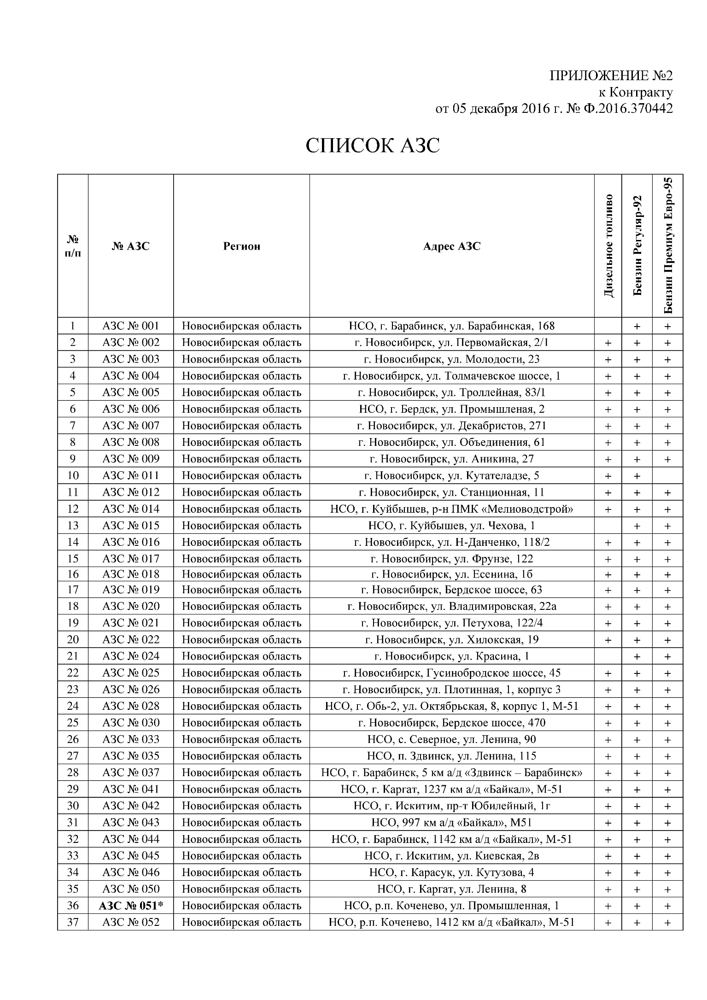 ПРИЛОЖЕНИЕ №2
к Контракту
от 05 декабря 2016 г. № Ф.2016.370442
СПИСОК АЗС
№ п/п № АЗС Регион Адрес АЗС Дизельное топливо Бензин Регуляр-92 Бензин Премиум Евро-95
1 АЗС № 001 Новосибирская область НСО, г. Барабинск, ул. Барабинская, 168 + +
2 АЗС № 002 Новосибирская область г. Новосибирск, ул. Первомайская, 2/1 + + +
3 АЗС № 003 Новосибирская область г. Новосибирск, ул. Молодости, 23 + + +
4 АЗС № 004 Новосибирская область г. Новосибирск, ул. Толмачевское шоссе, 1 + + +
5 АЗС № 005 Новосибирская область г. Новосибирск, ул. Троллейная, 83/1 + + +
6 АЗС № 006 Новосибирская область НСО, г. Бердск, ул. Промышленая, 2 + + +
7 АЗС № 007 Новосибирская область г. Новосибирск, ул. Декабристов, 271 + + +
8 АЗС № 008 Новосибирская область г. Новосибирск, ул. Объединения, 61 + + +
9 АЗС № 009 Новосибирская область г. Новосибирск, ул. Аникина, 27 + + +
10 АЗС № 011 Новосибирская область г. Новосибирск, ул. Кутателадзе, 5 + +
11 АЗС № 012 Новосибирская область г. Новосибирск, ул. Станционная, 11 + + +
12 АЗС № 014 Новосибирская область НСО, г. Куйбышев, р-н ПМК «Мелиоводстрой» + + +
13 АЗС № 015 Новосибирская область НСО, г. Куйбышев, ул. Чехова, 1 + +
14 АЗС № 016 Новосибирская область г. Новосибирск, ул. Н-Данченко, 118/2 + + +
15 АЗС № 017 Новосибирская область г. Новосибирск, ул. Фрунзе, 122 + + +
16 АЗС № 018 Новосибирская область г. Новосибирск, ул. Есенина, 1б + + +
17 АЗС № 019 Новосибирская область г. Новосибирск, Бердское шоссе, 63 + + +
18 АЗС № 020 Новосибирская область г. Новосибирск, ул. Владимировская, 22а + + +
19 АЗС № 021 Новосибирская область г. Новосибирск, ул. Петухова, 122/4 + + +
20 АЗС № 022 Новосибирская область г. Новосибирск, ул. Хилокская, 19 + + +
21 АЗС № 024 Новосибирская область г. Новосибирск, ул. Красина, 1 + +
22 АЗС № 025 Новосибирская область г. Новосибирск, Гусинобродское шоссе, 45 + + +
23 АЗС № 026 Новосибирская область г. Новосибирск, ул. Плотинная, 1, корпус 3 + + +
24 АЗС № 028 Новосибирская область НСО, г. Обь-2, ул. Октябрьская, 8, корпус 1, М-51 + + +
25 АЗС № 030 Новосибирская область г. Новосибирск, Бердское шоссе, 470 + + +
26 АЗС № 033 Новосибирская область НСО, с. Северное, ул. Ленина, 90 + + +
27 АЗС № 035 Новосибирская область НСО, п. Здвинск, ул. Ленина, 115 + + +
28 АЗС № 037 Новосибирская область НСО, г. Барабинск, 5 км а/д «Здвинск – Барабинск» + + +
29 АЗС № 041 Новосибирская область НСО, г. Каргат, 1237 км а/д «Байкал», М-51 + + +
30 АЗС № 042 Новосибирская область НСО, г. Искитим, пр-т Юбилейный, 1г + + +
31 АЗС № 043 Новосибирская область НСО, 997 км а/д «Байкал», М51 + + +
32 АЗС № 044 Новосибирская область НСО, г. Барабинск, 1142 км а/д «Байкал», М-51 + + +
33 АЗС № 045 Новосибирская область НСО, г. Искитим, ул. Киевская, 2в + + +
34 АЗС № 046 Новосибирская область НСО, г. Карасук, ул. Кутузова, 4 + + +
35 АЗС № 050 Новосибирская область НСО, г. Каргат, ул. Ленина, 8 + + +
36 АЗС № 051* Новосибирская область НСО, р.п. Коченево, ул. Промышленная, 1 + + +
37 АЗС № 052 Новосибирская область НСО, р.п. Коченево, 1412 км а/д «Байкал», М-51 + + +